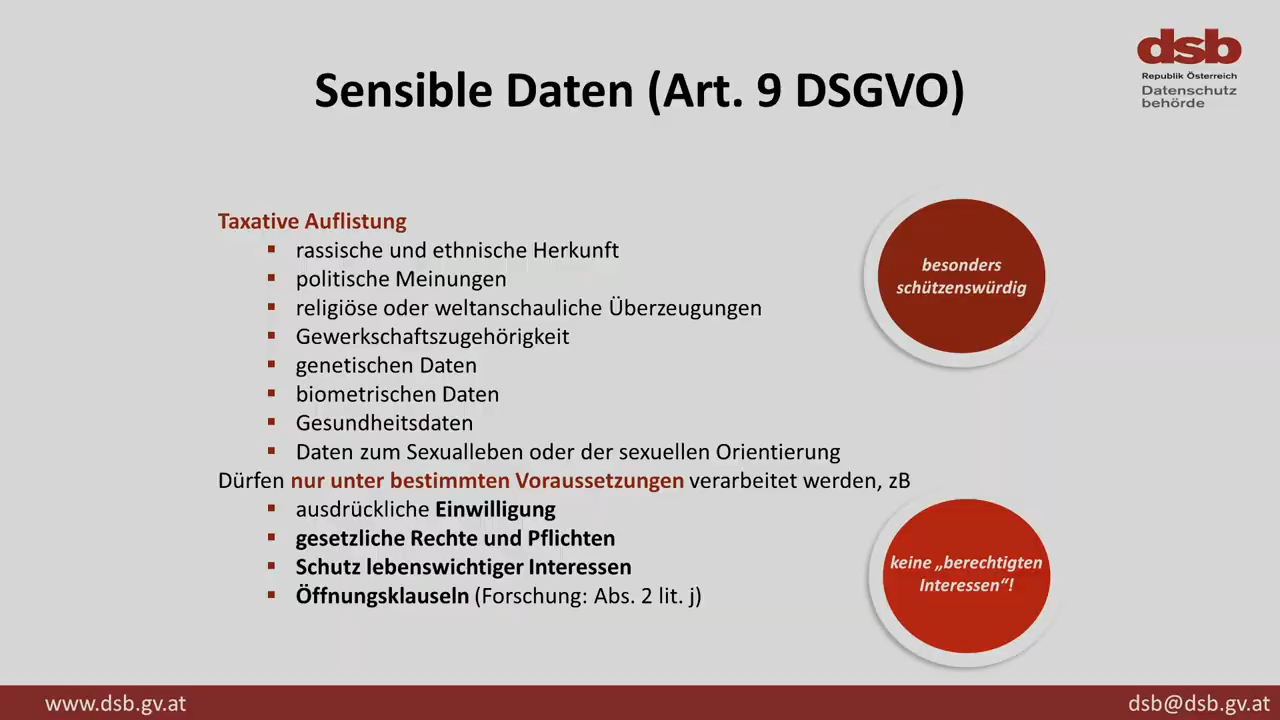 dsb
Republik Österreich
Datenschutz
behörde
Sensible Daten (Art. 9 DSGVO)
Taxative Auflistung
▪ rassische und ethnische Herkunft
▪ politische Meinungen
▪ religiöse oder weltanschauliche Überzeugungen
▪ Gewerkschaftszugehörigkeit
▪ genetischen Daten
▪ biometrischen Daten
▪ Gesundheitsdaten
▪ Daten zum Sexualleben oder der sexuellen Orientierung
Dürfen nur unter bestimmten Voraussetzungen verarbeitet werden, zB
▪ ausdrückliche Einwilligung
▪ gesetzliche Rechte und Pflichten
▪ Schutz lebenswichtiger Interessen
▪ Öffnungsklauseln (Forschung: Abs. 2 lit. j)
besonders
schützenswürdig
keine „berechtigten
Interessen“!
www.dsb.gv.at
dsb@dsb.gv.at